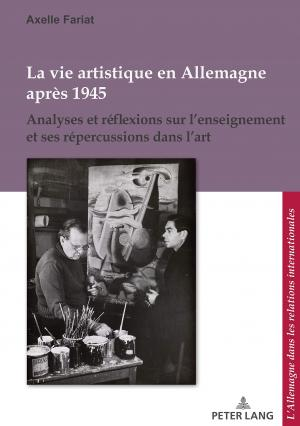 Axelle Fariat
La vie artistique en Allemagne
après 1945
Analyses et réflexions sur l’enseignement
et ses répercussions dans l’art
L’Allemagne dans les relations internationales
PETER LANG